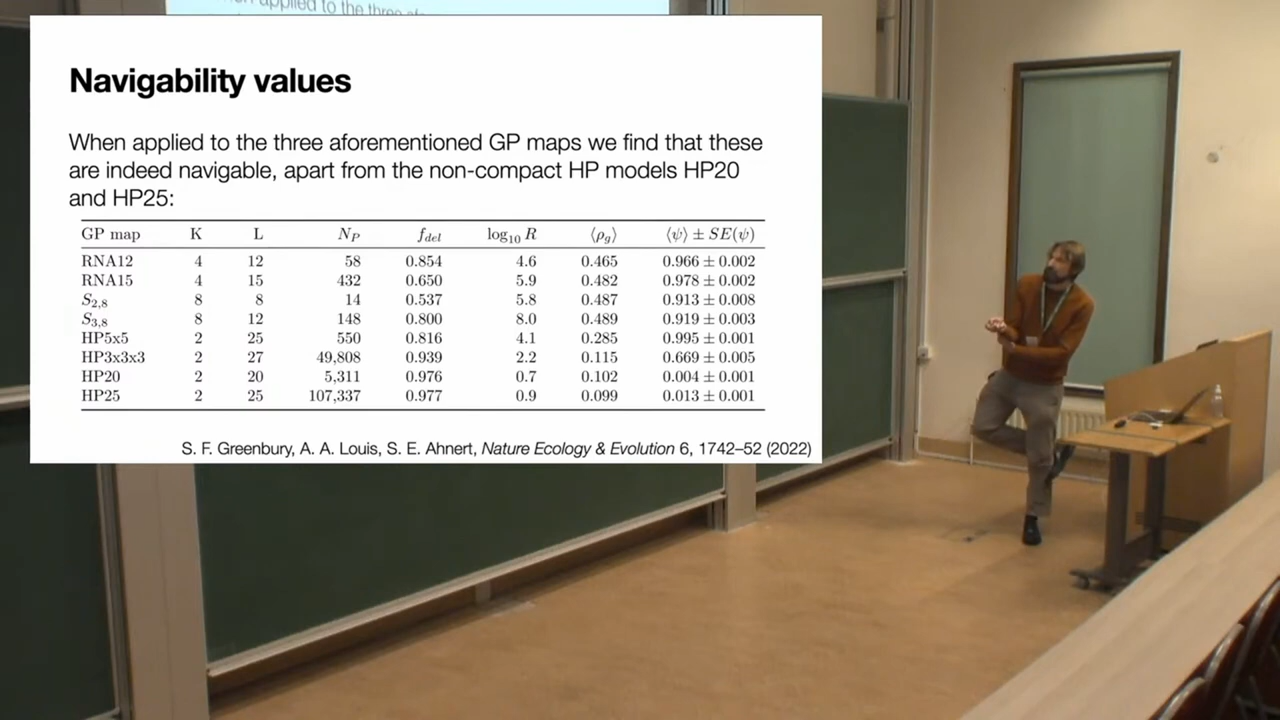 applied to the three
Navigability values
When applied to the three aforementioned GP maps we find that these
are indeed navigable, apart from the non-compact HP models HP20
and HP25:
GP map K L N_P f_del log₁₀ R ⟨ρ_g⟩ ⟨ψ⟩ ± SE(ψ)
RNA12 4 12 58 0.854 4.6 0.465 0.966 ± 0.002
RNA15 4 15 432 0.650 5.9 0.482 0.978 ± 0.002
S_2,8 8 8 14 0.537 5.8 0.487 0.913 ± 0.008
S_3,8 8 12 148 0.800 8.0 0.489 0.919 ± 0.003
HP5x5 2 25 550 0.816 4.1 0.285 0.995 ± 0.001
HP3x3x3 2 27 49,808 0.939 2.2 0.115 0.669 ± 0.005
HP20 2 20 5,311 0.976 0.7 0.102 0.004 ± 0.001
HP25 2 25 107,337 0.977 0.9 0.099 0.013 ± 0.001
S. F. Greenbury, A. A. Louis, S. E. Ahnert, Nature Ecology & Evolution 6, 1742–52 (2022)